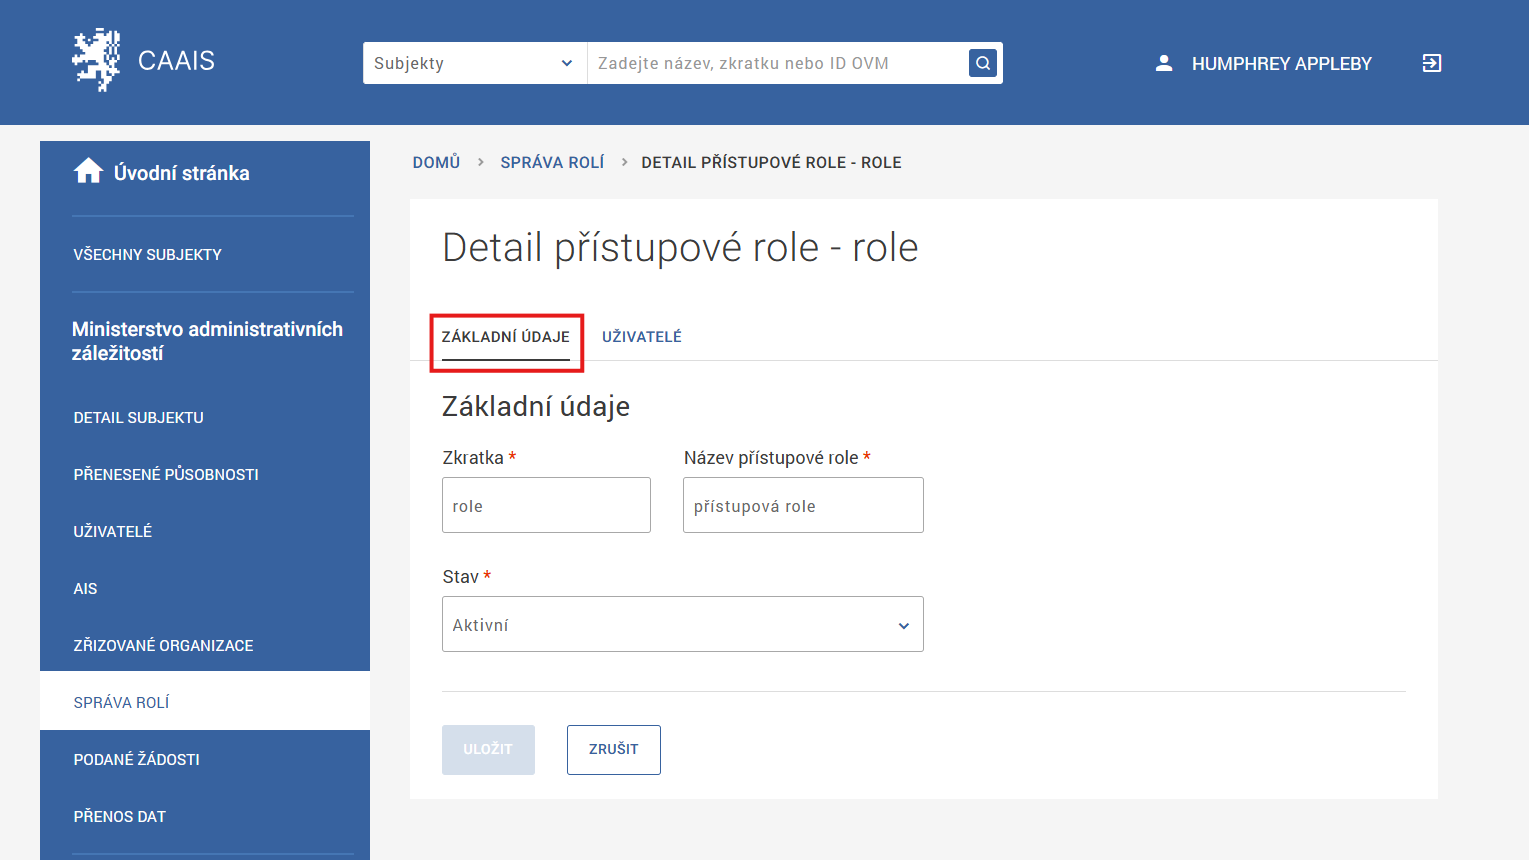 CAAIS
Subjekty
Zadejte název, zkratku nebo ID OVM
HUMPHREY APPLEBY
Úvodní stránka
VŠECHNY SUBJEKTY
Ministerstvo administrativních
záležitostí
DETAIL SUBJEKTU
PŘENESENÉ PŮSOBNOSTI
UŽIVATELÉ
AIS
ZŘIZOVANÉ ORGANIZACE
SPRÁVA ROLÍ
PODANÉ ŽÁDOSTI
PŘENOS DAT
DOMŮ > SPRÁVA ROLÍ > DETAIL PŘÍSTUPOVÉ ROLE - ROLE
Detail přístupové role - role
ZÁKLADNÍ ÚDAJE UŽIVATELÉ
Základní údaje
Zkratka * Název přístupové role *
role přístupová role
Stav *
Aktivní
ULOŽIT ZRUŠIT